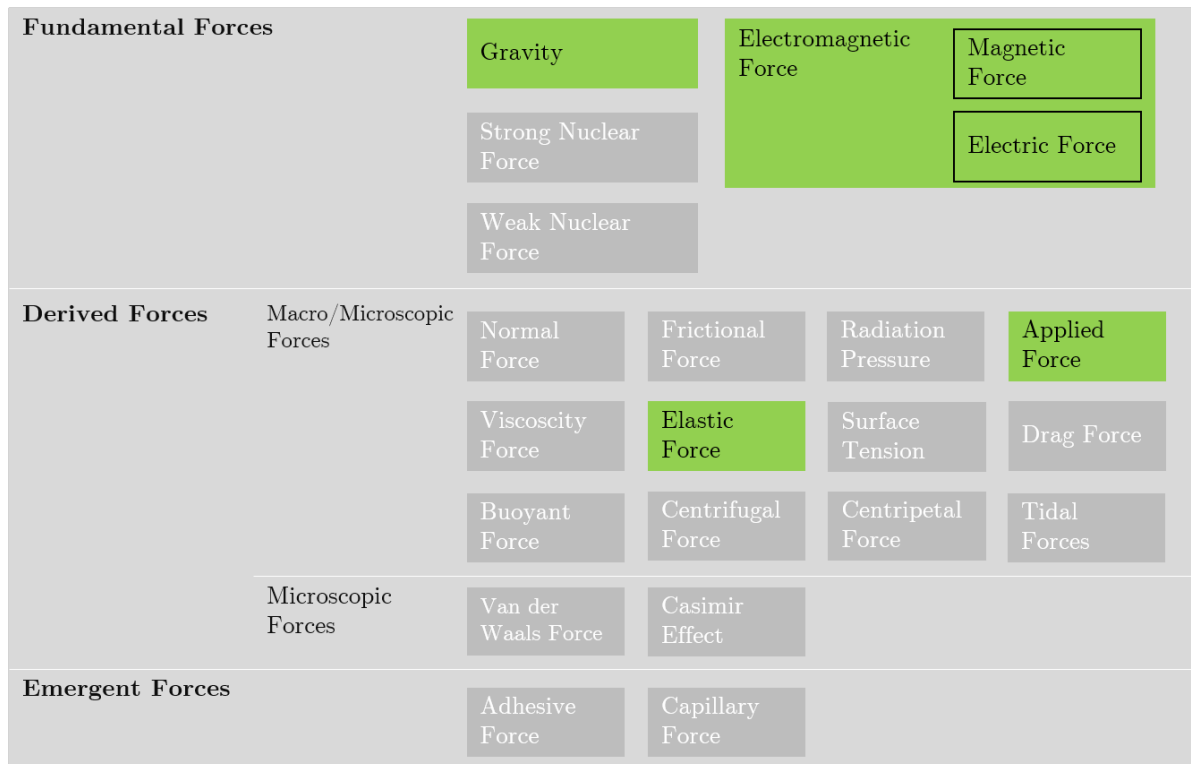 Fundamental Forces
Gravity
Electromagnetic
Force
Magnetic
Force
Electric Force
Strong Nuclear
Force
Weak Nuclear
Force
Derived Forces
Macro/Microscopic
Forces
Normal
Force
Frictional
Force
Radiation
Pressure
Applied
Force
Viscoscity
Force
Elastic
Force
Surface
Tension
Drag Force
Buoyant
Force
Centrifugal
Force
Centripetal
Force
Tidal
Forces
Microscopic
Forces
Van der
Waals Force
Casimir
Effect
Emergent Forces
Adhesive
Force
Capillary
Force